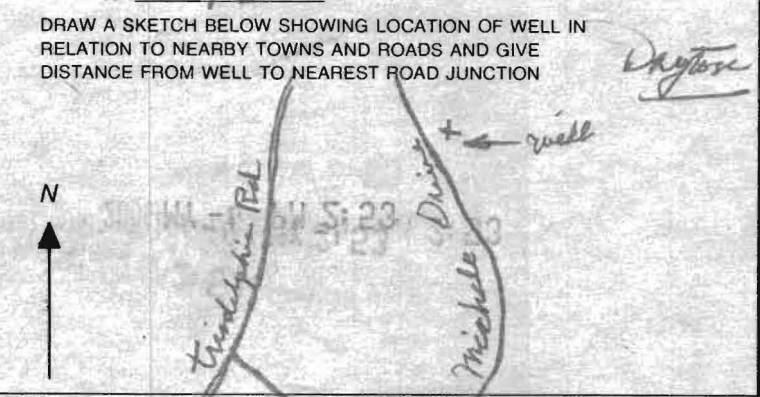 DRAW A SKETCH BELOW SHOWING LOCATION OF WELL IN
RELATION TO NEARBY TOWNS AND ROADS AND GIVE
DISTANCE FROM WELL TO NEAREST ROAD JUNCTION
Dayton
+ ← well
N
Triadelphia Rd
Michele Drive